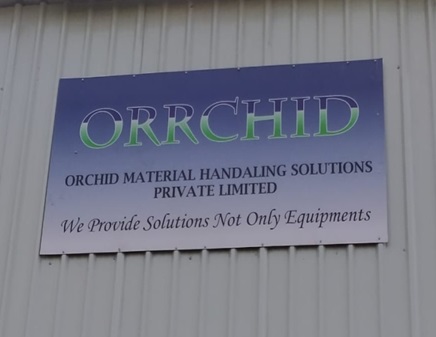 ORRCHID
ORCHID MATERIAL HANDALING SOLUTIONS
PRIVATE LIMITED
We Provide Solutions Not Only Equipments